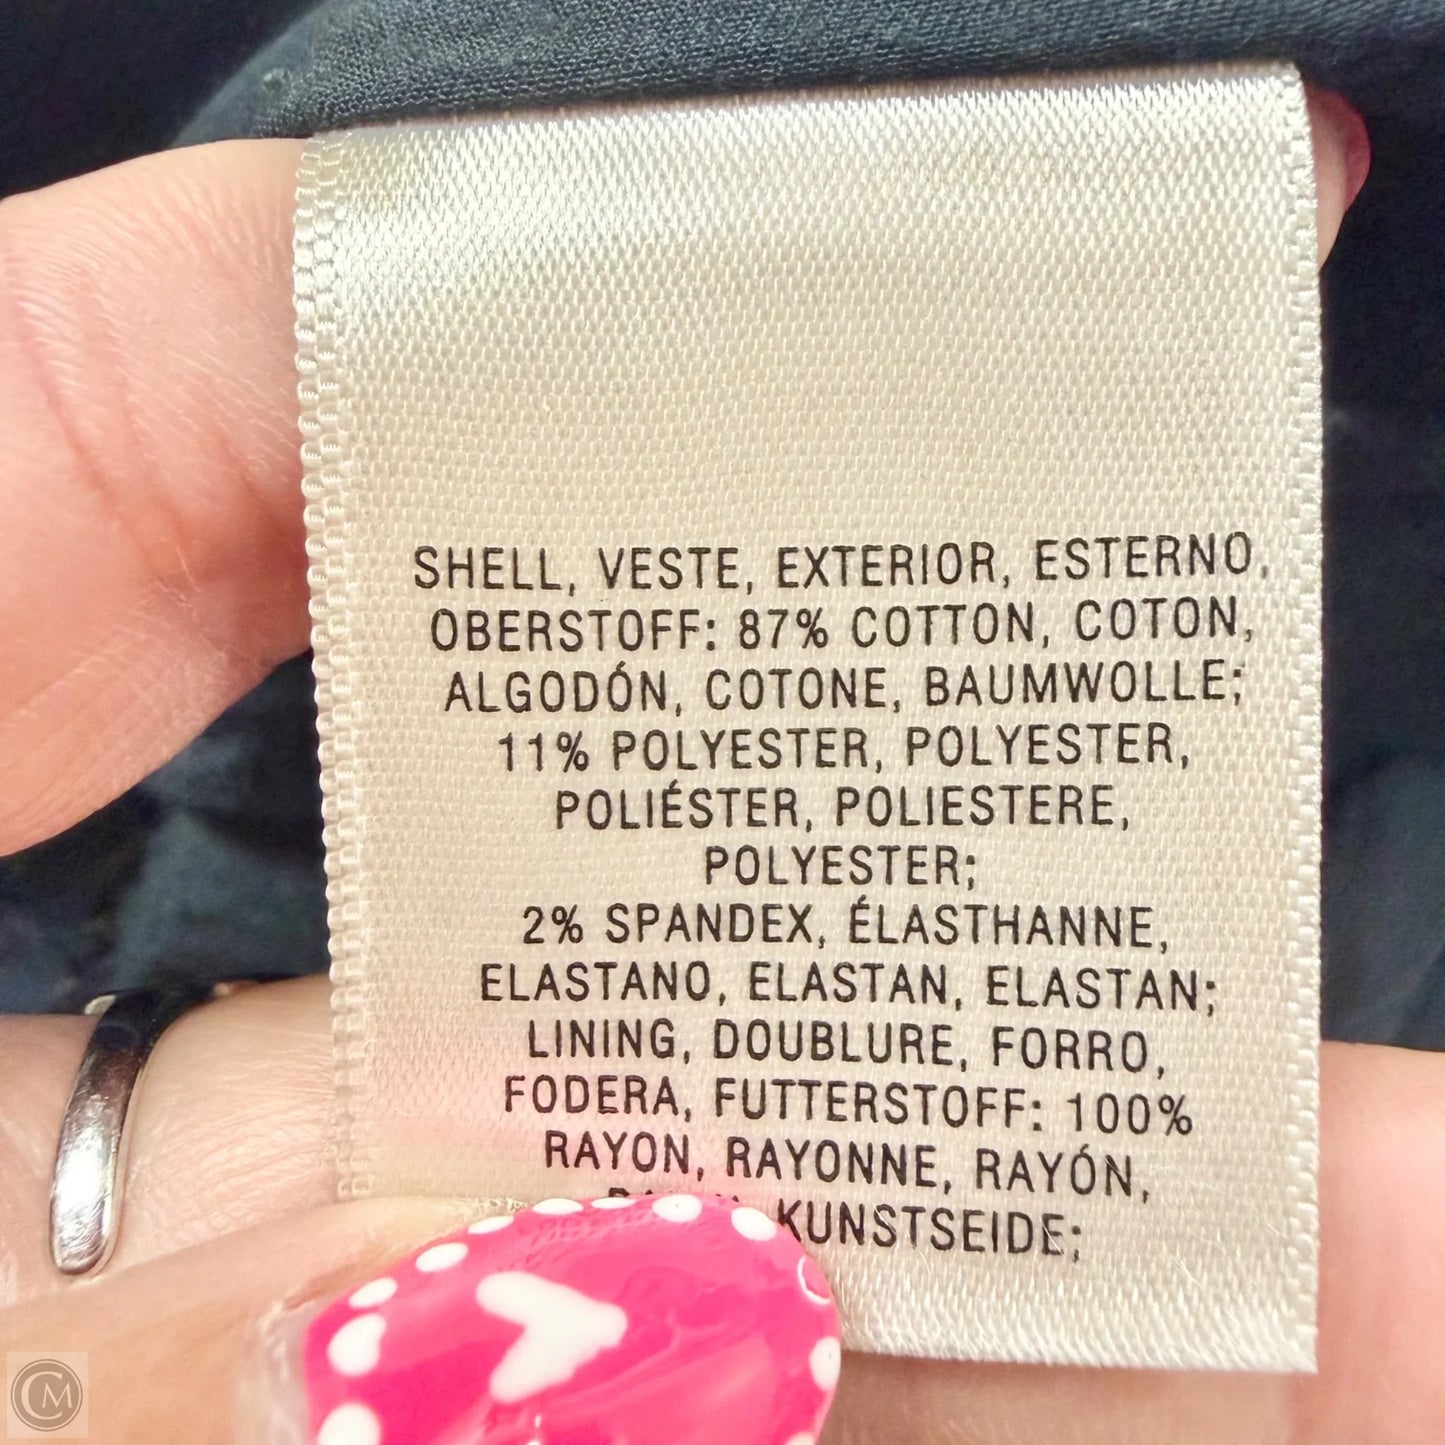 SHELL, VESTE, EXTERIOR, ESTERNO,
OBERSTOFF: 87% COTTON, COTON,
ALGODÓN, COTONE, BAUMWOLLE;
11% POLYESTER, POLYESTER,
POLIÉSTER, POLIESTERE,
POLYESTER;
2% SPANDEX, ÉLASTHANNE,
ELASTANO, ELASTAN, ELASTAN;
LINING, DOUBLURE, FORRO,
FODERA, FUTTERSTOFF: 100%
RAYON, RAYONNE, RAYÓN,
KUNSTSEIDE;
CM